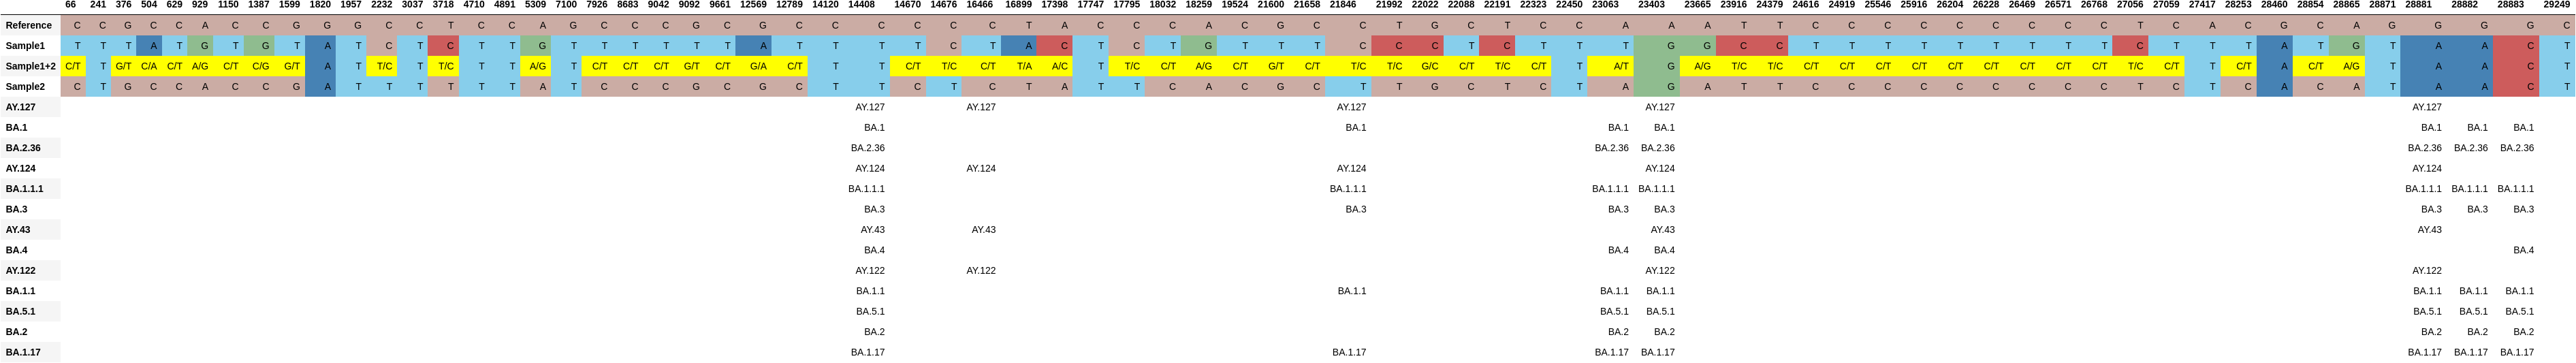 66 241 376 504 629 929 1150 1387 1599 1820 1957 2232 3037 3718 4710 4891 5309 7100 7926 8683 9042 9092 9661 12569 12789 14120 14408 14670 14676 16466 16899 17398 17747 17795 18032 18259 19524 21600 21658 21846 21992 22022 22088 22191 22323 22450 23063 23403 23665 23916 24379 24616 24919 25546 25916 26204 26228 26469 26571 26768 27056 27059 27417 28253 28460 28854 28865 28871 28881 28882 28883 29249
Reference C C G C C A C C G G G C C T C C A G C C C G C G C C C C C C T A C C C A C G C C T G C T C C A A A T T C C C C C C C C C T C A C G C A G G G G C
Sample1 T T T A T G T G T A T C T C T T G T T T T T T A T T T T C T A C T C T G T T T C C C T C T T T G G C C T T T T T T T T T C T T T A T G T A A C T
Sample1+2 C/T T G/T C/A C/T A/G C/T C/G G/T A T T/C T T/C T T A/G T C/T C/T C/T G/T C/T G/A C/T T T C/T T/C C/T T/A A/C T T/C C/T A/G C/T G/T C/T T/C T/C G/C C/T T/C C/T T A/T G A/G T/C T/C C/T C/T C/T C/T C/T C/T C/T C/T C/T T/C C/T T C/T A C/T A/G T A A C T
Sample2 C T G C C A C C G A T T T T T T A T C C C G C G C T T C T C T A T T C A C G C T T G C T C T A G A T T C C C C C C C C C T C T C A C A T A A C T
AY.127 AY.127 AY.127 AY.127 AY.127 AY.127
BA.1 BA.1 BA.1 BA.1 BA.1 BA.1 BA.1 BA.1
BA.2.36 BA.2.36 BA.2.36 BA.2.36 BA.2.36 BA.2.36 BA.2.36
AY.124 AY.124 AY.124 AY.124 AY.124 AY.124
BA.1.1.1 BA.1.1.1 BA.1.1.1 BA.1.1.1 BA.1.1.1 BA.1.1.1 BA.1.1.1 BA.1.1.1
BA.3 BA.3 BA.3 BA.3 BA.3 BA.3 BA.3 BA.3
AY.43 AY.43 AY.43 AY.43 AY.43
BA.4 BA.4 BA.4 BA.4 BA.4
AY.122 AY.122 AY.122 AY.122 AY.122
BA.1.1 BA.1.1 BA.1.1 BA.1.1 BA.1.1 BA.1.1 BA.1.1 BA.1.1
BA.5.1 BA.5.1 BA.5.1 BA.5.1 BA.5.1 BA.5.1 BA.5.1
BA.2 BA.2 BA.2 BA.2 BA.2 BA.2 BA.2
BA.1.17 BA.1.17 BA.1.17 BA.1.17 BA.1.17 BA.1.17 BA.1.17 BA.1.17